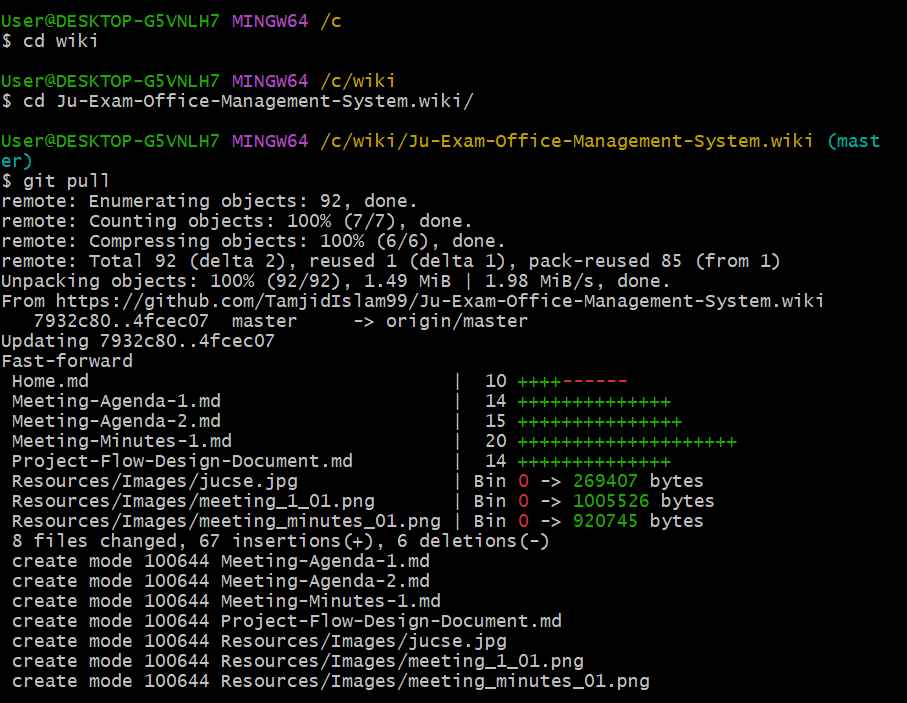 User@DESKTOP-G5VNLH7 MINGW64 /c
$ cd wiki
User@DESKTOP-G5VNLH7 MINGW64 /c/wiki
$ cd Ju-Exam-Office-Management-System.wiki/
User@DESKTOP-G5VNLH7 MINGW64 /c/wiki/Ju-Exam-Office-Management-System.wiki (mast
er)
$ git pull
remote: Enumerating objects: 92, done.
remote: Counting objects: 100% (7/7), done.
remote: Compressing objects: 100% (6/6), done.
remote: Total 92 (delta 2), reused 1 (delta 1), pack-reused 85 (from 1)
Unpacking objects: 100% (92/92), 1.49 MiB | 1.98 MiB/s, done.
From https://github.com/TamjidIslam99/Ju-Exam-Office-Management-System.wiki
   7932c80..4fcec07  master     -> origin/master
Updating 7932c80..4fcec07
Fast-forward
 Home.md                                 |  10 ++++------
 Meeting-Agenda-1.md                     |  14 ++++++++++++++
 Meeting-Agenda-2.md                     |  15 +++++++++++++++
 Meeting-Minutes-1.md                    |  20 ++++++++++++++++++++
 Project-Flow-Design-Document.md         |  14 ++++++++++++++
 Resources/Images/jucse.jpg              | Bin 0 -> 269407 bytes
 Resources/Images/meeting_1_01.png       | Bin 0 -> 1005526 bytes
 Resources/Images/meeting_minutes_01.png | Bin 0 -> 920745 bytes
 8 files changed, 67 insertions(+), 6 deletions(-)
 create mode 100644 Meeting-Agenda-1.md
 create mode 100644 Meeting-Agenda-2.md
 create mode 100644 Meeting-Minutes-1.md
 create mode 100644 Project-Flow-Design-Document.md
 create mode 100644 Resources/Images/jucse.jpg
 create mode 100644 Resources/Images/meeting_1_01.png
 create mode 100644 Resources/Images/meeting_minutes_01.png